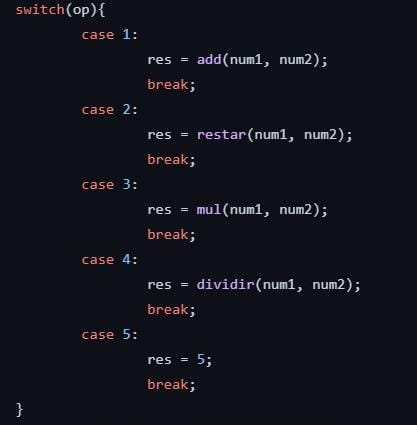 switch(op){
case 1:
res = add(num1, num2);
break;
case 2:
res = restar(num1, num2);
break;
case 3:
res = mul(num1, num2);
break;
case 4:
res = dividir(num1, num2);
break;
case 5:
res = 5;
break;
}